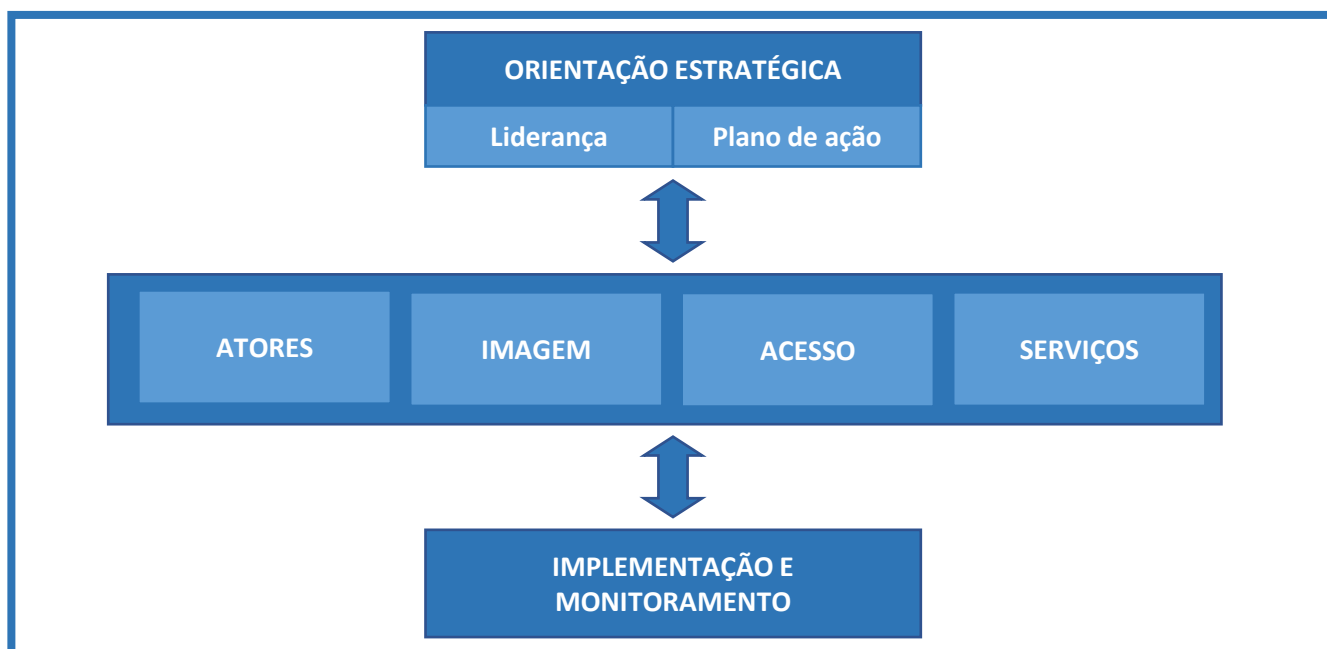 ORIENTAÇÃO ESTRATÉGICA
Liderança
Plano de ação
ATORES
IMAGEM
ACESSO
SERVIÇOS
IMPLEMENTAÇÃO E
MONITORAMENTO